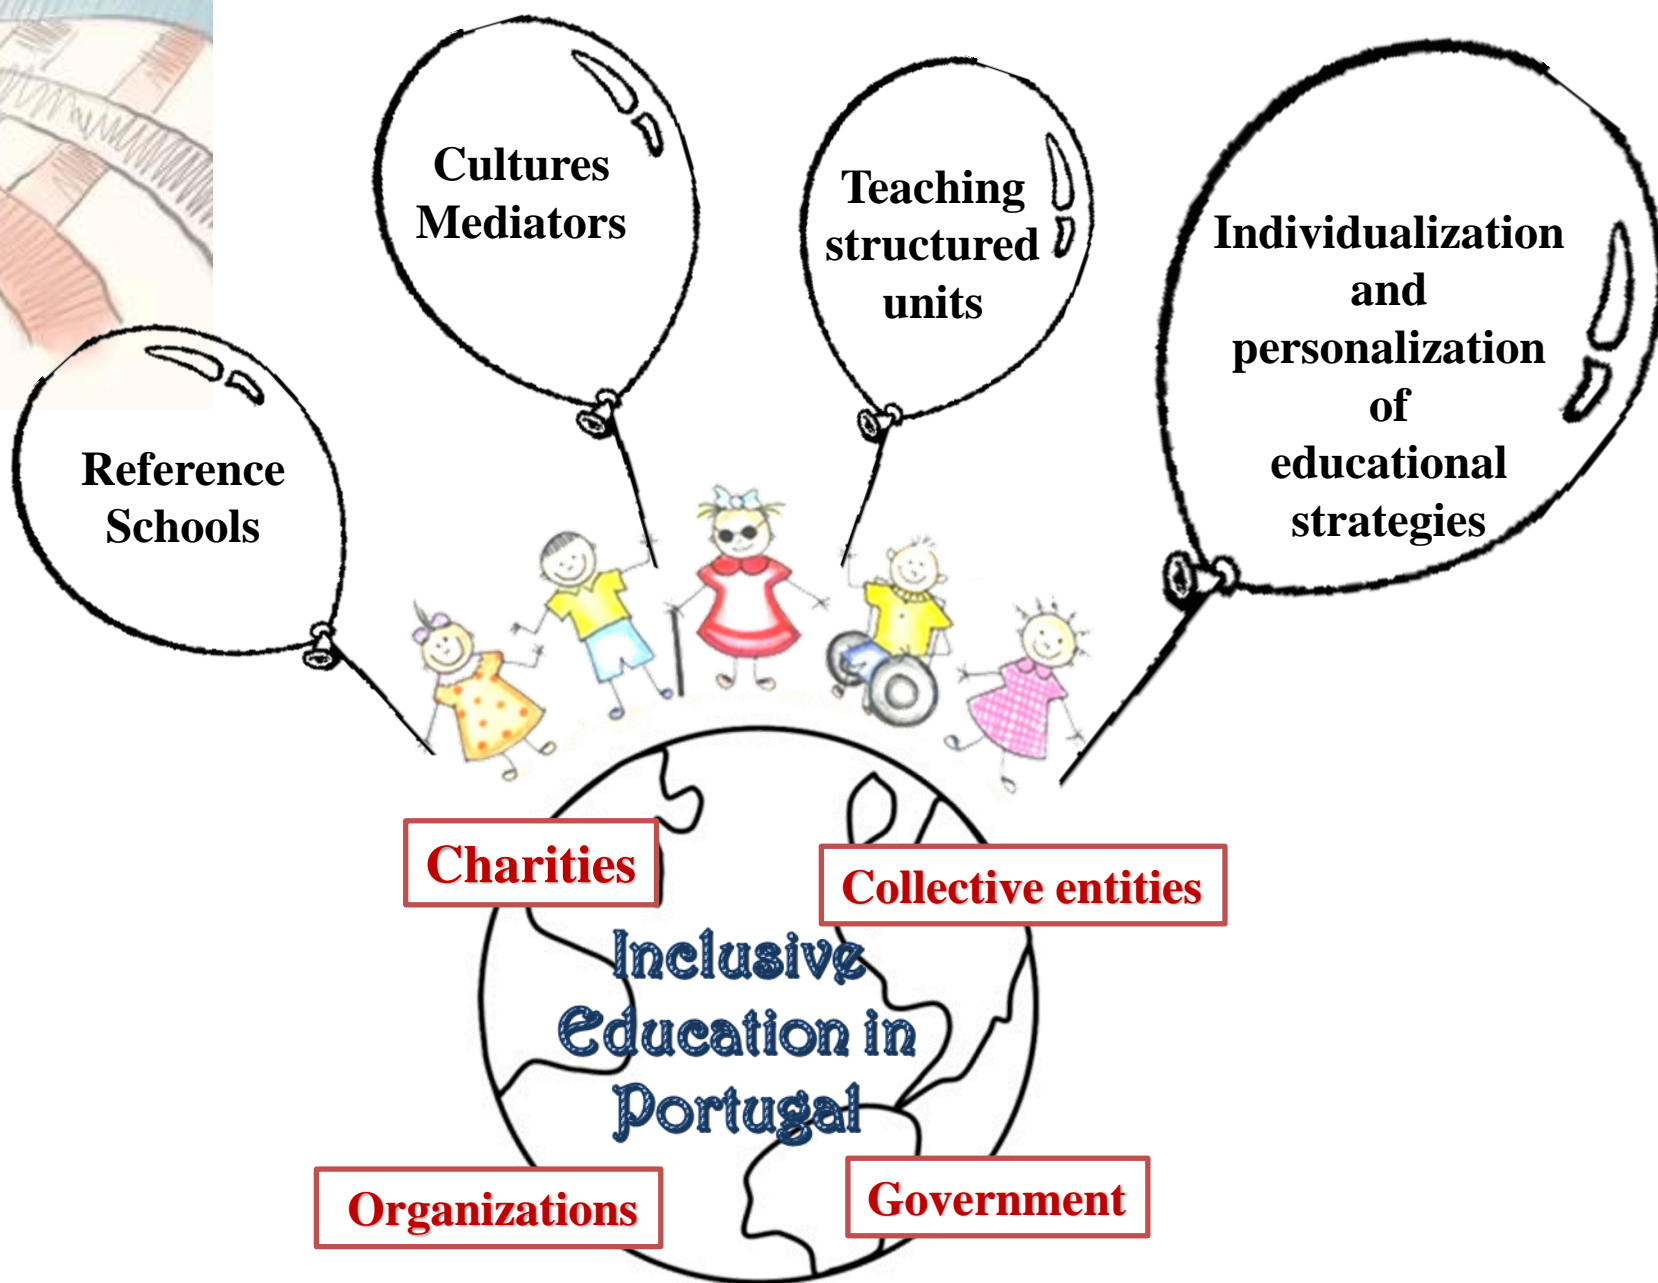 Cultures
Mediators
Teaching
structured
units
Individualization
and
personalization
of
educational
strategies
Reference
Schools
Charities
Collective entities
Inclusive
Education in
Portugal
Organizations
Government